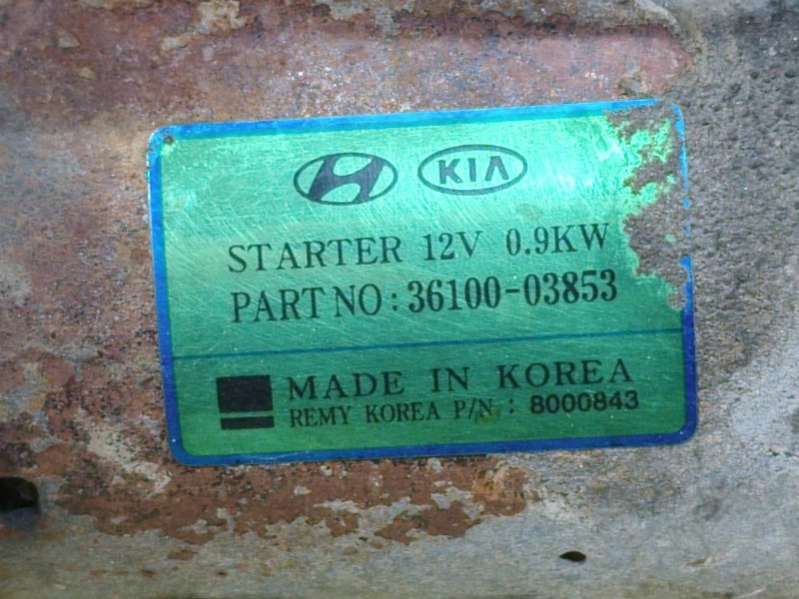 KIA
STARTER 12V 0.9KW
PART NO : 36100-03853
MADE IN KOREA
REMY KOREA P/N : 8000843